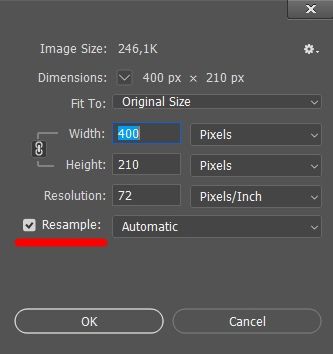 Image Size: 246,1K
Dimensions: 400 px × 210 px
Fit To: Original Size
Width: 400 Pixels
Height: 210 Pixels
Resolution: 72 Pixels/Inch
Resample: Automatic
OK Cancel